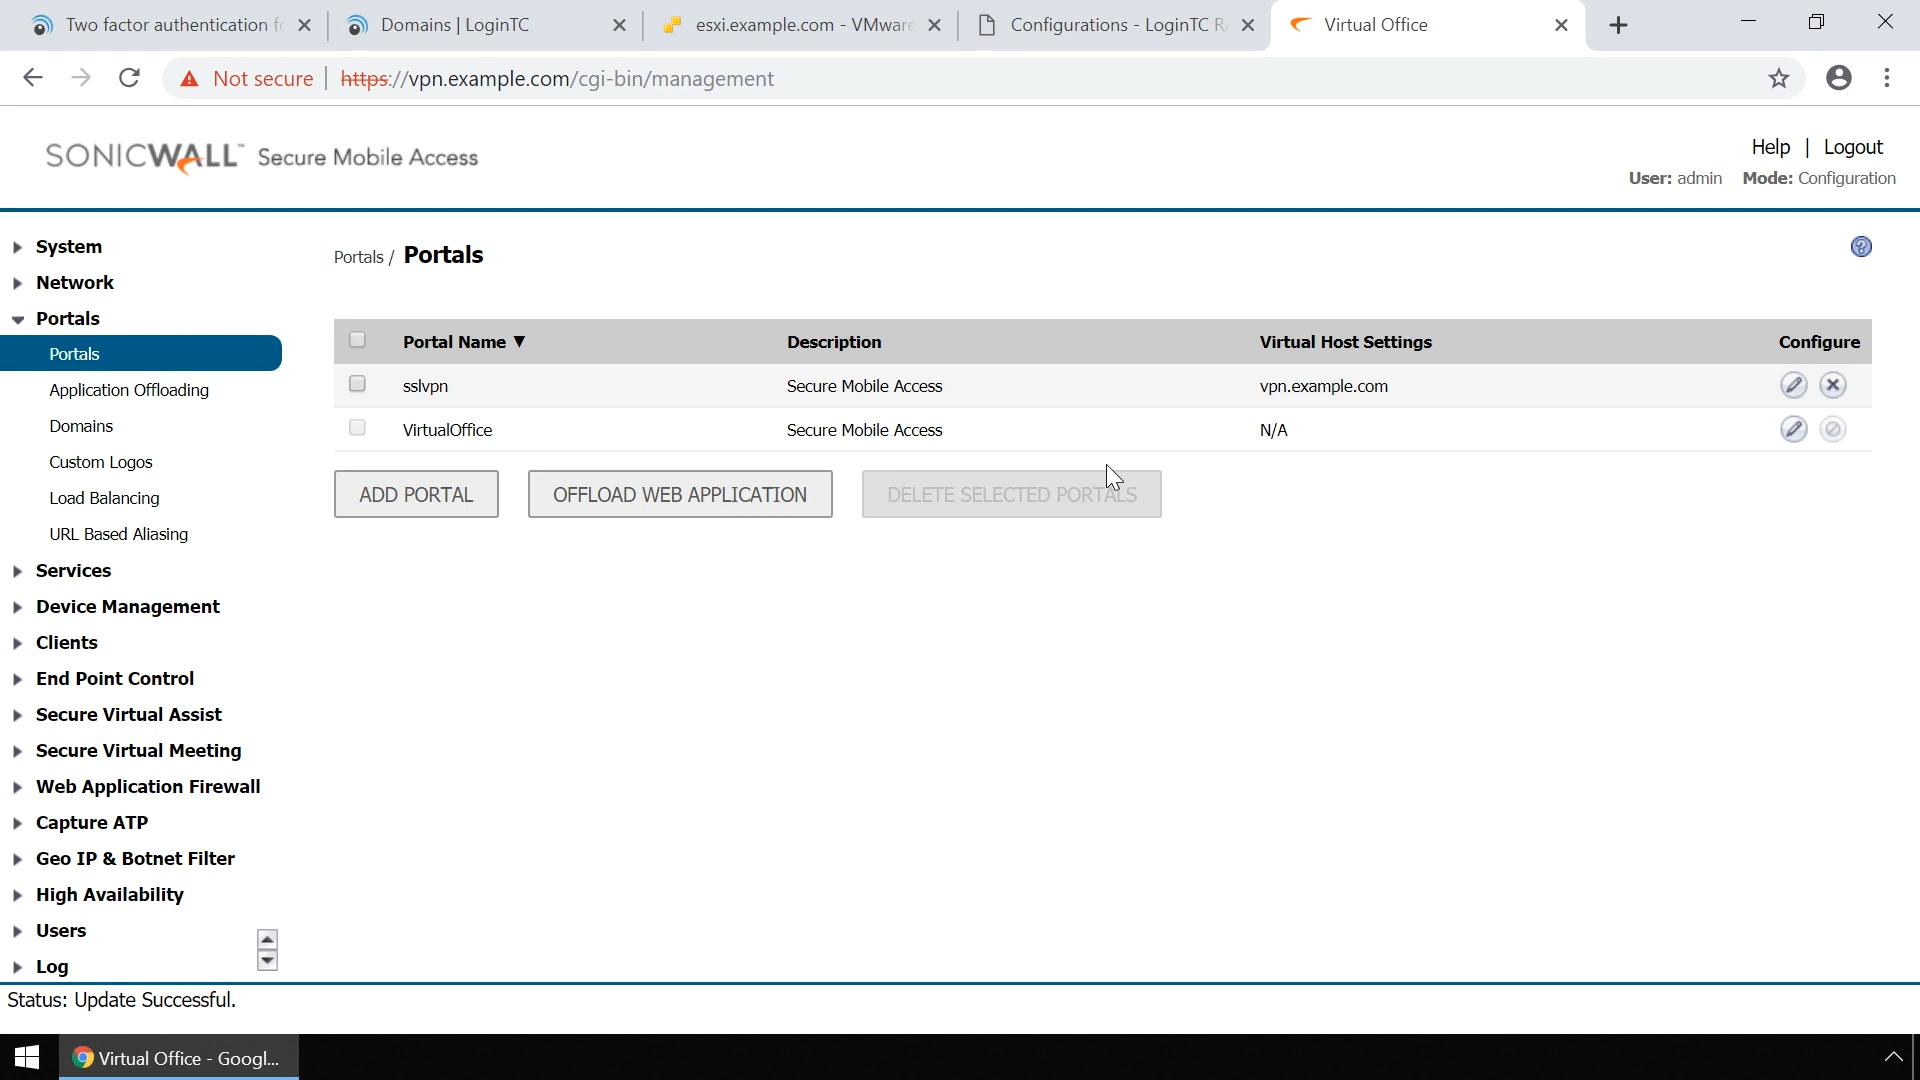 Two factor authentication fo
Domains | LoginTC
esxi.example.com - VMware
Configurations - LoginTC R
Virtual Office
Not secure | https://vpn.example.com/cgi-bin/management
SONICWALL™ Secure Mobile Access
Help | Logout
User: admin Mode: Configuration
System
Network
Portals
Portals
Application Offloading
Domains
Custom Logos
Load Balancing
URL Based Aliasing
Services
Device Management
Clients
End Point Control
Secure Virtual Assist
Secure Virtual Meeting
Web Application Firewall
Capture ATP
Geo IP & Botnet Filter
High Availability
Users
Log
Portals / Portals
Portal Name ▼ Description Virtual Host Settings Configure
sslvpn Secure Mobile Access vpn.example.com
VirtualOffice Secure Mobile Access N/A
ADD PORTAL OFFLOAD WEB APPLICATION DELETE SELECTED PORTALS
Status: Update Successful.
Virtual Office - Googl...